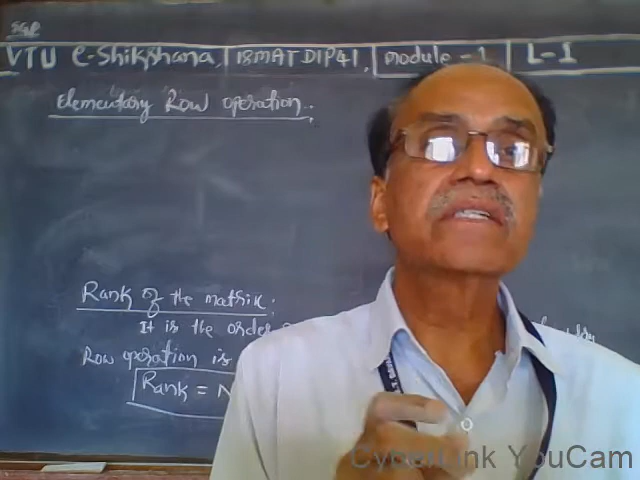 VTU e-Shikshana, 18MATDIP41, module-1 L-1
Elementary Row operation:
Rank of the matrix:
It is the order
Row operation is
Rank = N
CyberLink YouCam